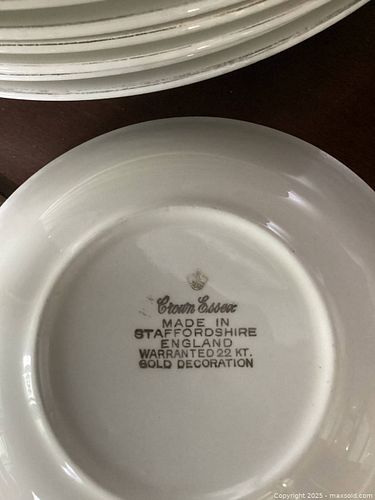 Crown Essex
MADE IN
STAFFORDSHIRE
ENGLAND
WARRANTED 22 KT.
GOLD DECORATION
Copyright 2025 - maxsold.com